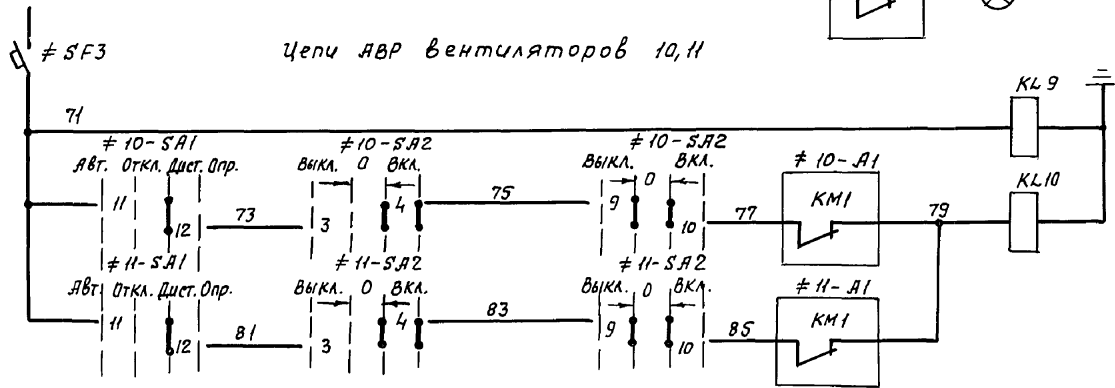 ≠ SF3
Цепи АВР вентиляторов 10,11
KL9
71
≠ 10-SA1
≠ 10-SA2
≠ 10-SA2
Авт. Откл. Дист. Опр.
Выкл. 0 Вкл.
Выкл. 0 Вкл.
≠ 10-A1
KL10
11
12
73
3
4
75
9
10
77
KM1
79
≠ 11-SA1
≠ 11-SA2
≠ 11-SA2
Авт. Откл. Дист. Опр.
Выкл. 0 Вкл.
Выкл. 0 Вкл.
≠ 11-A1
11
12
81
3
4
83
9
10
85
KM1